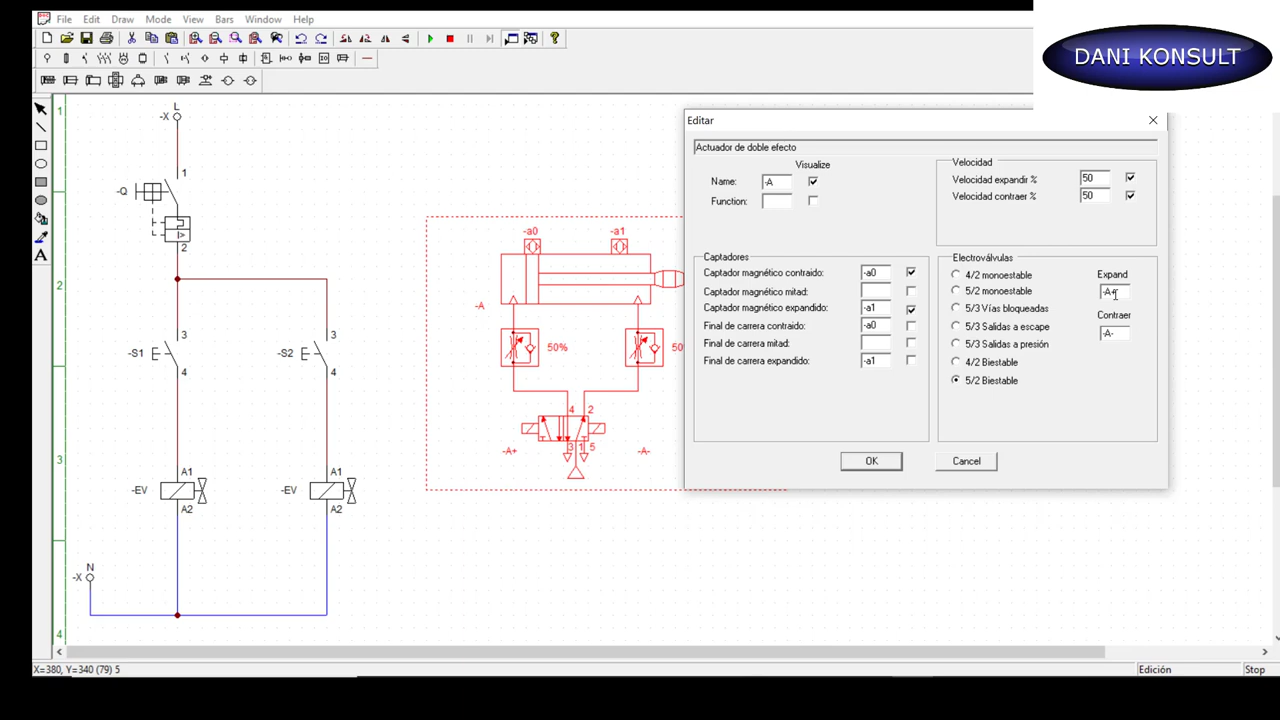 File Edit Draw Mode View Bars Window Help
DANI KONSULT
1
2
3
4
L
-X
1
-Q
I>
2
3
-S1
4
3
-S2
4
A1
-EV
A2
A1
-EV
A2
N
-X
-a0
-a1
-A
50%
50
4 2
3 1 5
-A+
-A-
Editar
Actuador de doble efecto
Visualize
Name: -A
Function:
Velocidad
Velocidad expandir % 50
Velocidad contraer % 50
Captadores
Captador magnético contraido: -a0
Captador magnético mitad:
Captador magnético expandido: -a1
Final de carrera contraido: -a0
Final de carrera mitad:
Final de carrera expandido: -a1
Electroválvulas
4/2 monoestable
5/2 monoestable
5/3 Vías bloqueadas
5/3 Salidas a escape
5/3 Salidas a presión
4/2 Biestable
5/2 Biestable
Expand
-A+
Contraer
-A-
OK
Cancel
X=380, Y=340 (79) 5
Edición
Stop